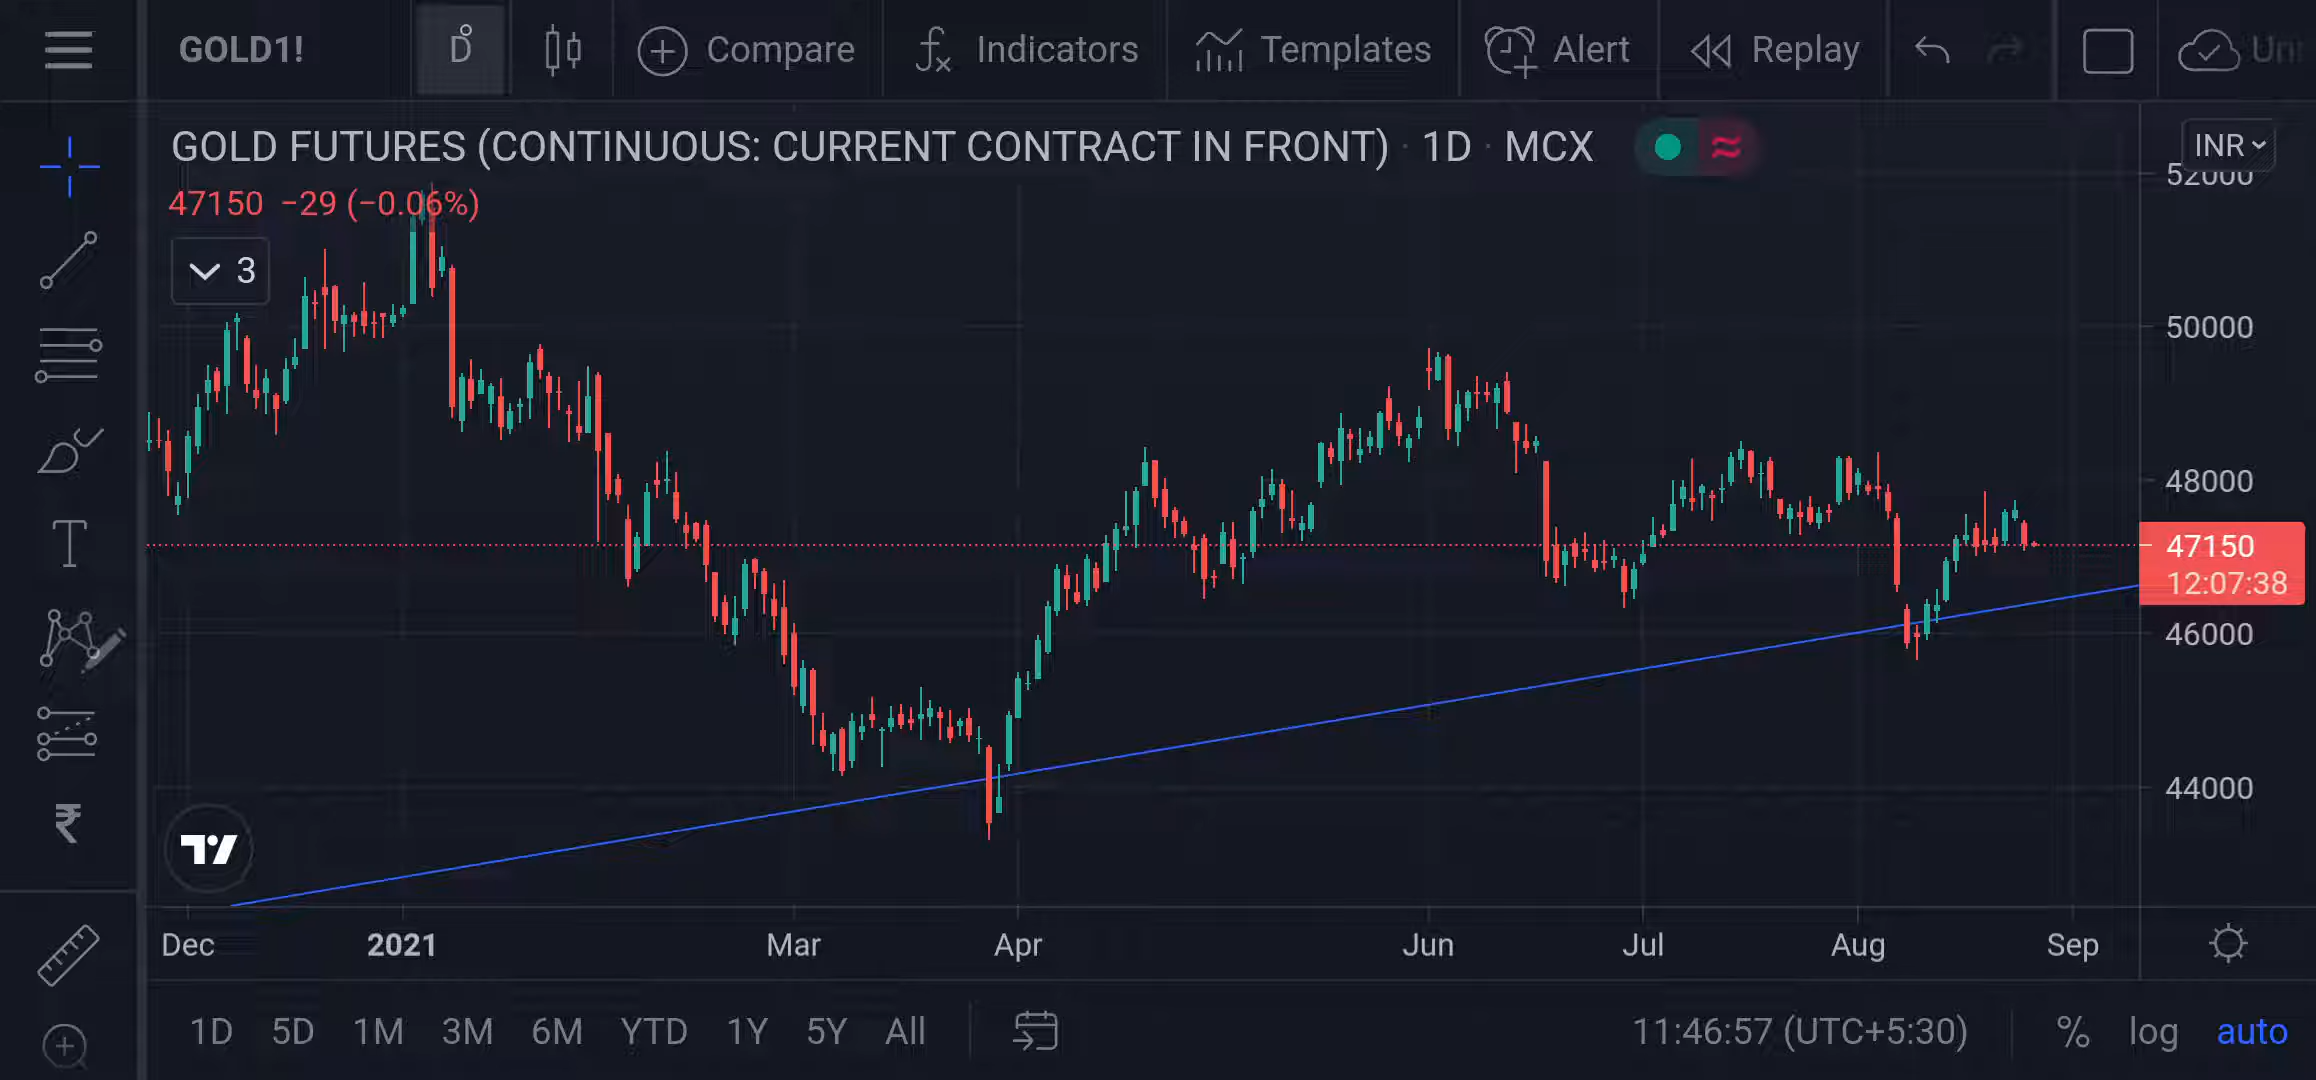 GOLD1! D Compare Indicators Templates Alert Replay
GOLD FUTURES (CONTINUOUS: CURRENT CONTRACT IN FRONT) · 1D · MCX
INR
47150 −29 (−0.06%)
3
52000
50000
48000
47150
12:07:38
46000
44000
Dec 2021 Mar Apr Jun Jul Aug Sep
1D 5D 1M 3M 6M YTD 1Y 5Y All 11:46:57 (UTC+5:30) % log auto